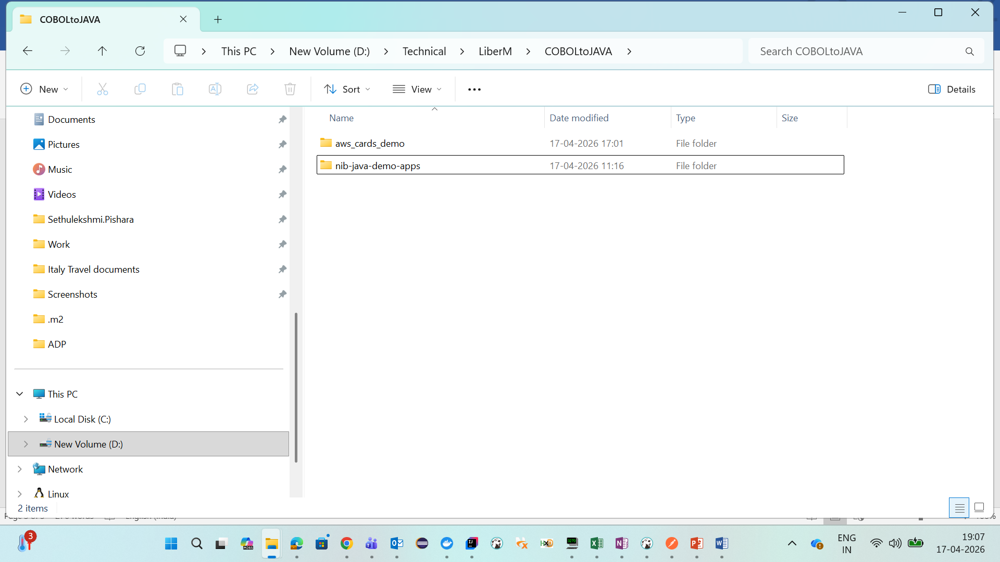 COBOLtoJAVA
This PC
New Volume (D:)
Technical
LiberM
COBOLtoJAVA
Search COBOLtoJAVA
New
Sort
View
Details
Documents
Pictures
Music
Videos
Sethulekshmi.Pishara
Work
Italy Travel documents
Screenshots
.m2
ADP
This PC
Local Disk (C:)
New Volume (D:)
Network
Linux
Name
Date modified
Type
Size
aws_cards_demo
17-04-2026 17:01
File folder
nib-java-demo-apps
17-04-2026 11:16
File folder
2 items
3
ENG
IN
19:07
17-04-2026